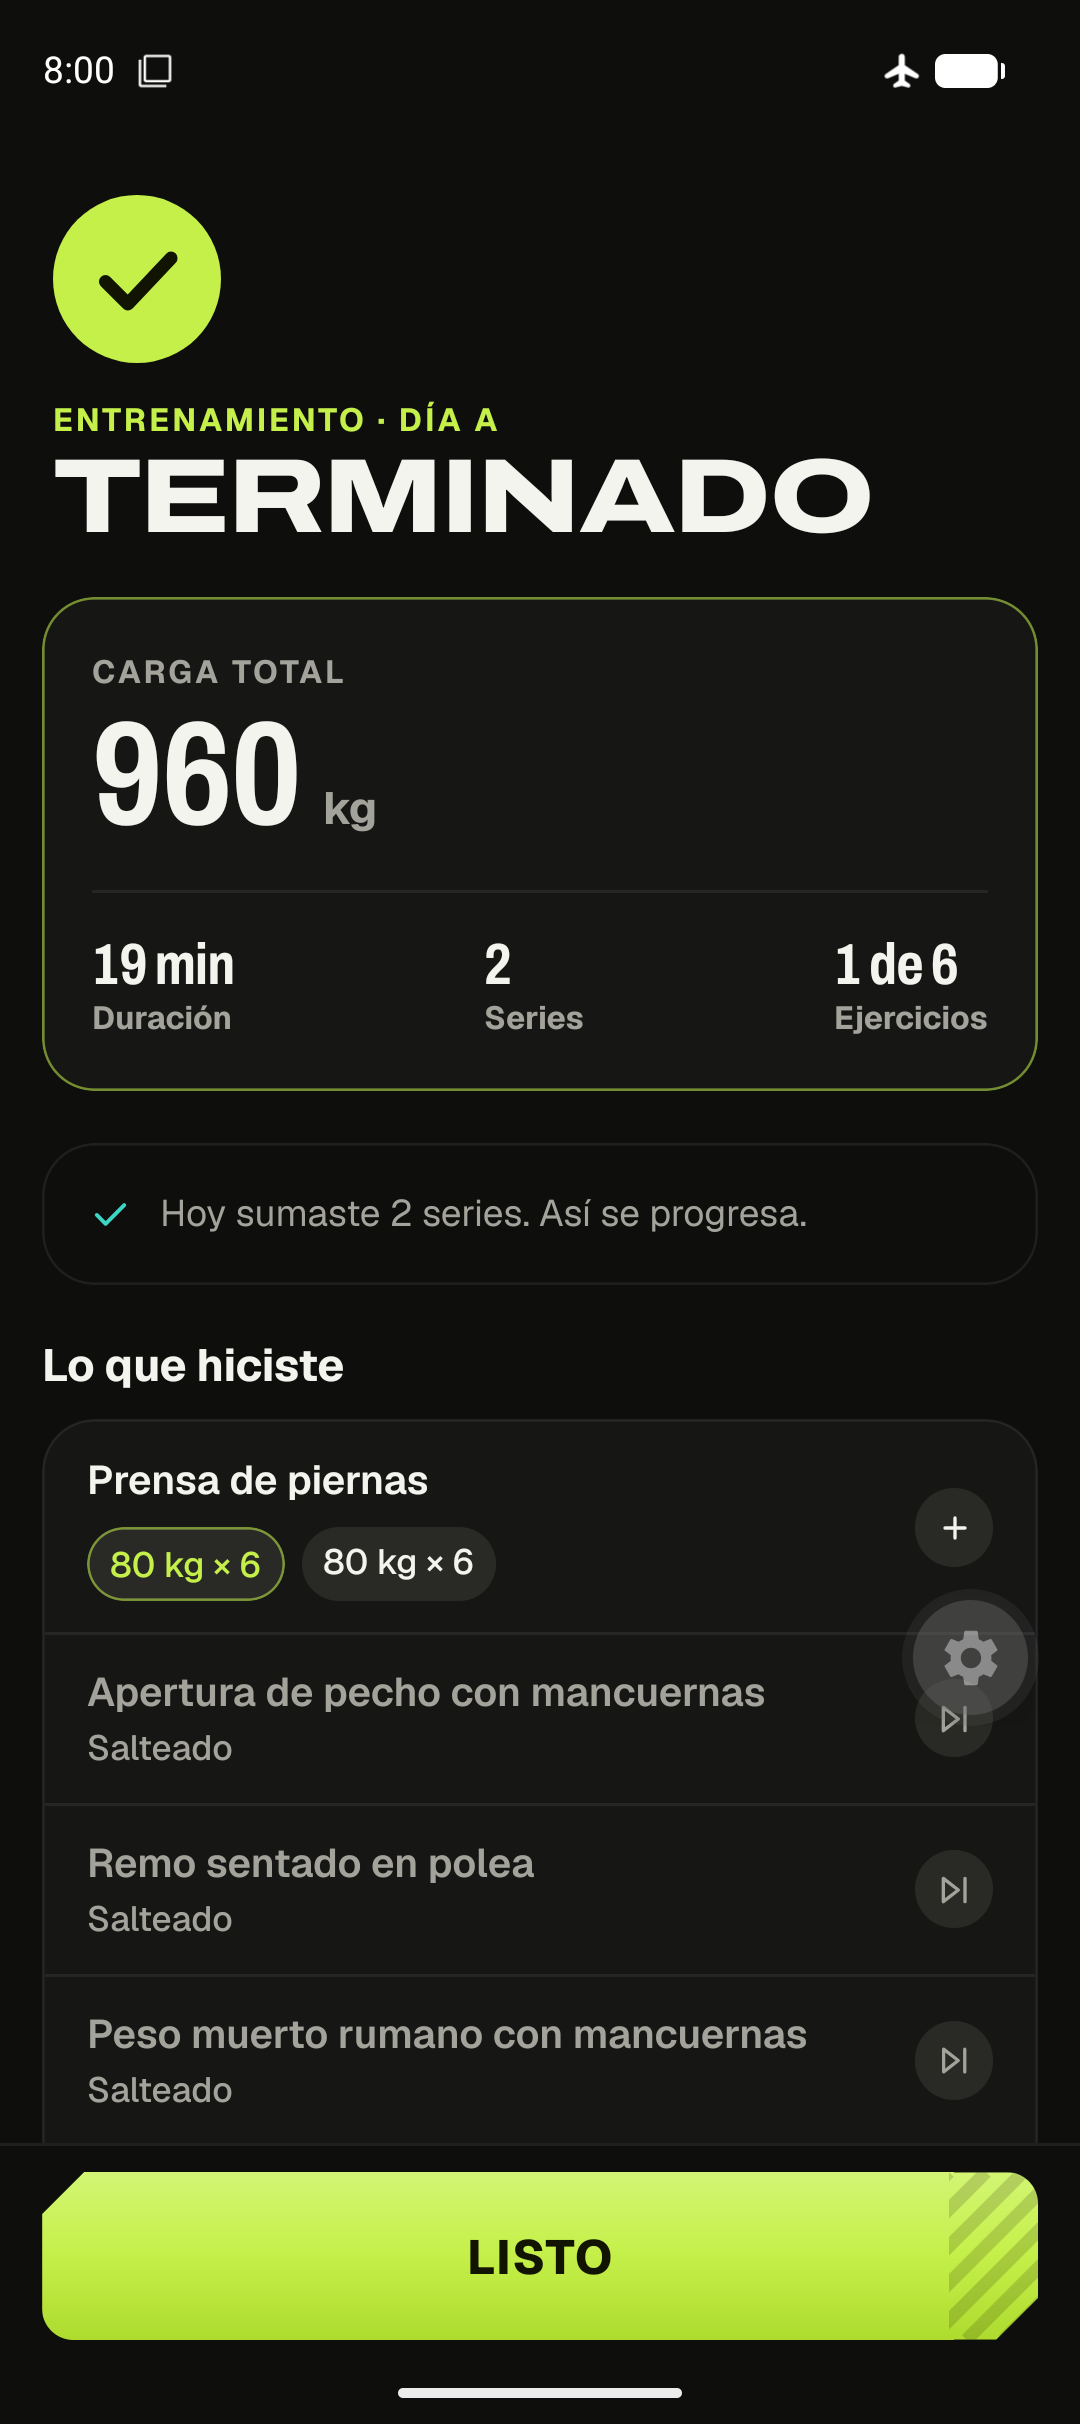 8:00
ENTRENAMIENTO · DÍA A
TERMINADO
CARGA TOTAL
960 kg
19 min 2 1 de 6
Duración Series Ejercicios
Hoy sumaste 2 series. Así se progresa.
Lo que hiciste
Prensa de piernas
80 kg × 6 80 kg × 6
Apertura de pecho con mancuernas
Salteado
Remo sentado en polea
Salteado
Peso muerto rumano con mancuernas
Salteado
LISTO